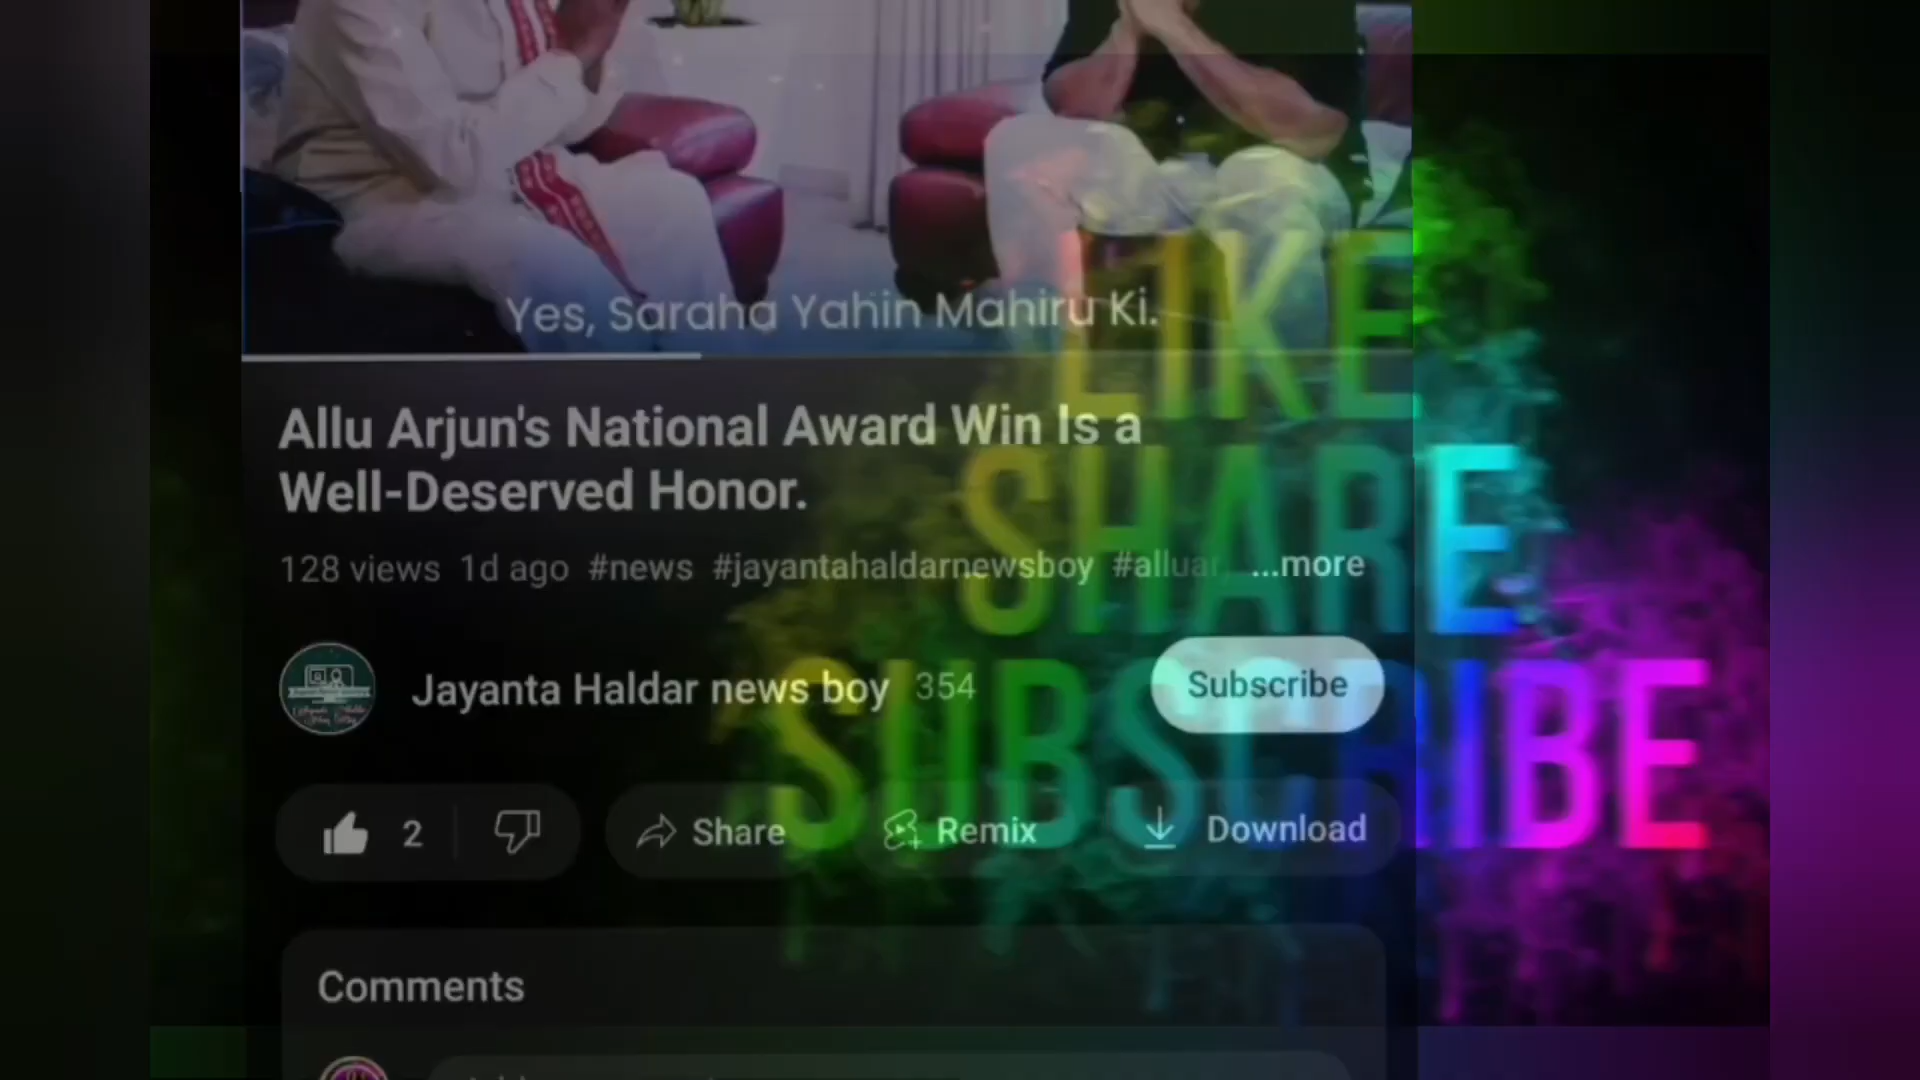 Yes, Saraha Yahin Mahiru Ki.
Allu Arjun's National Award Win Is a
Well-Deserved Honor.
128 views 1d ago #news #jayantahaldarnewsboy #alluar ...more
Jayanta Haldar news boy 354
Subscribe
2
Share
Remix
Download
Comments
LIKE
SHARE
SUBSCRIBE